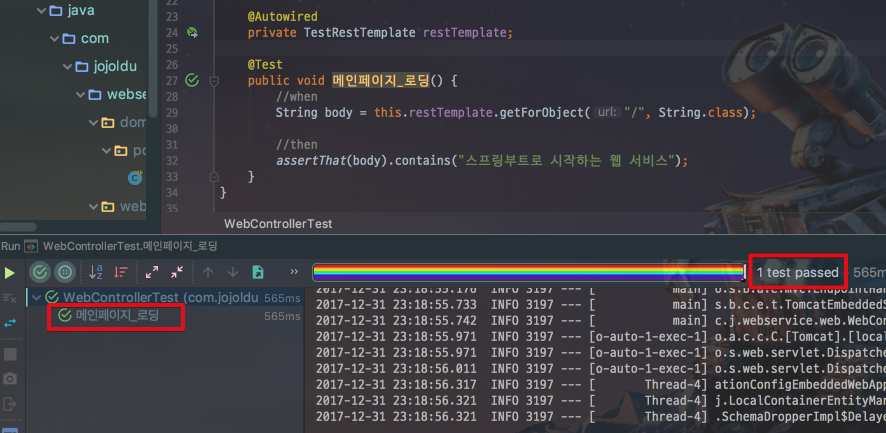 java
com
jojoldu
webse
dom
po
web
22
23 @Autowired
24 private TestRestTemplate restTemplate;
25
26 @Test
27 public void 메인페이지_로딩() {
28 //when
29 String body = this.restTemplate.getForObject( url: "/", String.class);
30
31 //then
32 assertThat(body).contains("스프링부트로 시작하는 웹 서비스");
33 }
34 }
35
WebControllerTest
Run WebControllerTest.메인페이지_로딩
1 test passed 565m
WebControllerTest (com.jojoldu 565ms
메인페이지_로딩 565ms
2017-12-31 23:18:55.176 INFO 3197 --- [ main] o.s.b.a.e.mvc.EndpointHan
2017-12-31 23:18:55.733 INFO 3197 --- [ main] s.b.c.e.t.TomcatEmbeddedS
2017-12-31 23:18:55.742 INFO 3197 --- [ main] c.j.webservice.web.WebCon
2017-12-31 23:18:55.971 INFO 3197 --- [o-auto-1-exec-1] o.a.c.c.C.[Tomcat].[local
2017-12-31 23:18:55.971 INFO 3197 --- [o-auto-1-exec-1] o.s.web.servlet.Dispatche
2017-12-31 23:18:56.011 INFO 3197 --- [o-auto-1-exec-1] o.s.web.servlet.Dispatche
2017-12-31 23:18:56.317 INFO 3197 --- [ Thread-4] ationConfigEmbeddedWebApp
2017-12-31 23:18:56.321 INFO 3197 --- [ Thread-4] j.LocalContainerEntityMan
2017-12-31 23:18:56.321 INFO 3197 --- [ Thread-4] .SchemaDropperImpl$Delaye